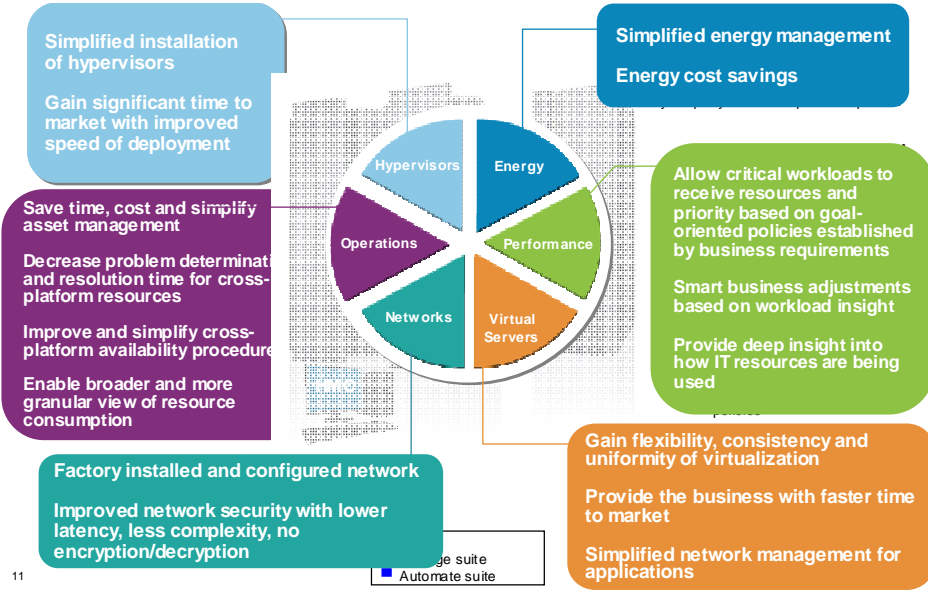 Simplified installation
of hypervisors
Gain significant time to
market with improved
speed of deployment
Simplified energy management
Energy cost savings
Hypervisors
Energy
Operations
Performance
Networks
Virtual
Servers
Save time, cost and simplify
asset management
Decrease problem determinati
and resolution time for cross-
platform resources
Improve and simplify cross-
platform availability procedure
Enable broader and more
granular view of resource
consumption
Allow critical workloads to
receive resources and
priority based on goal-
oriented policies established
by business requirements
Smart business adjustments
based on workload insight
Provide deep insight into
how IT resources are being
used
Factory installed and configured network
Improved network security with lower
latency, less complexity, no
encryption/decryption
Gain flexibility, consistency and
uniformity of virtualization
Provide the business with faster time
to market
Simplified network management for
applications
ge suite
Automate suite
11